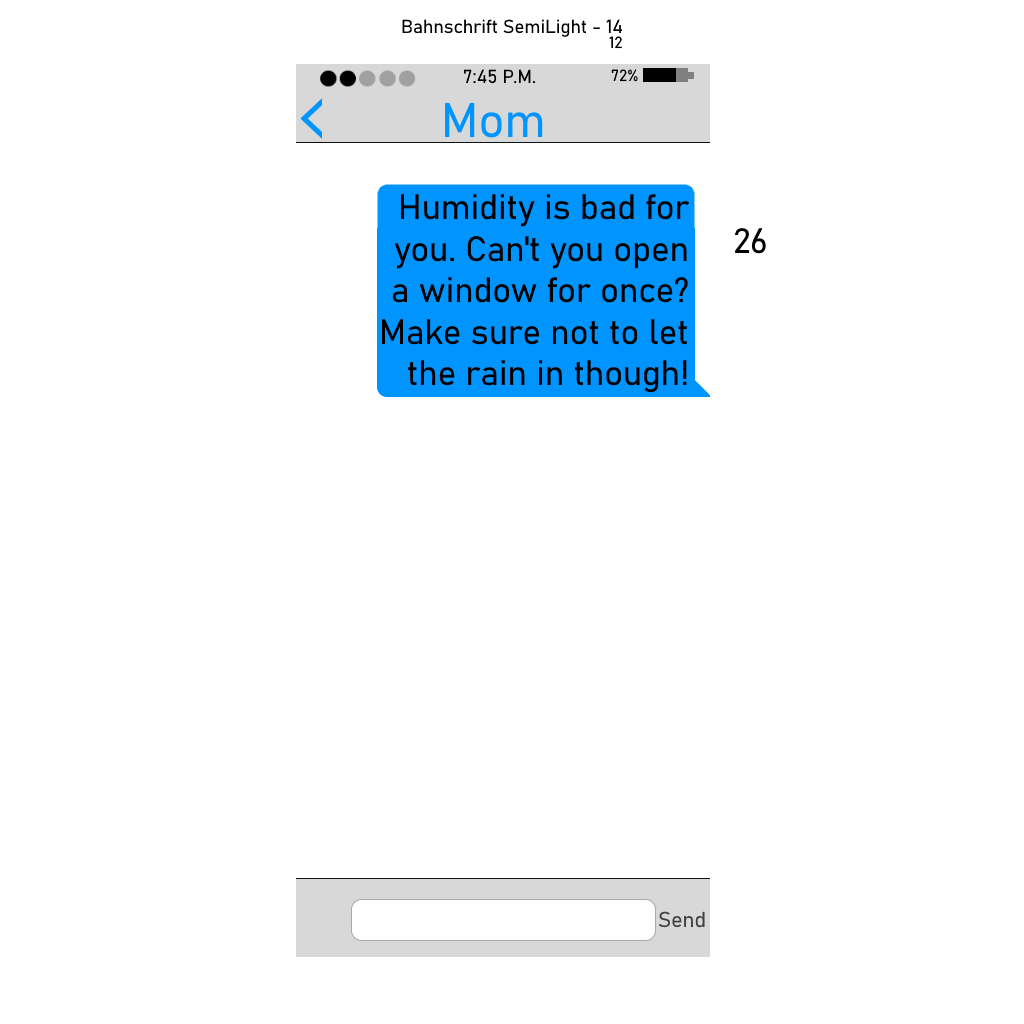 Bahnschrift SemiLight - 14
12
7:45 P.M.
72%
Mom
Humidity is bad for
you. Can't you open
a window for once?
Make sure not to let
the rain in though!
26
Send